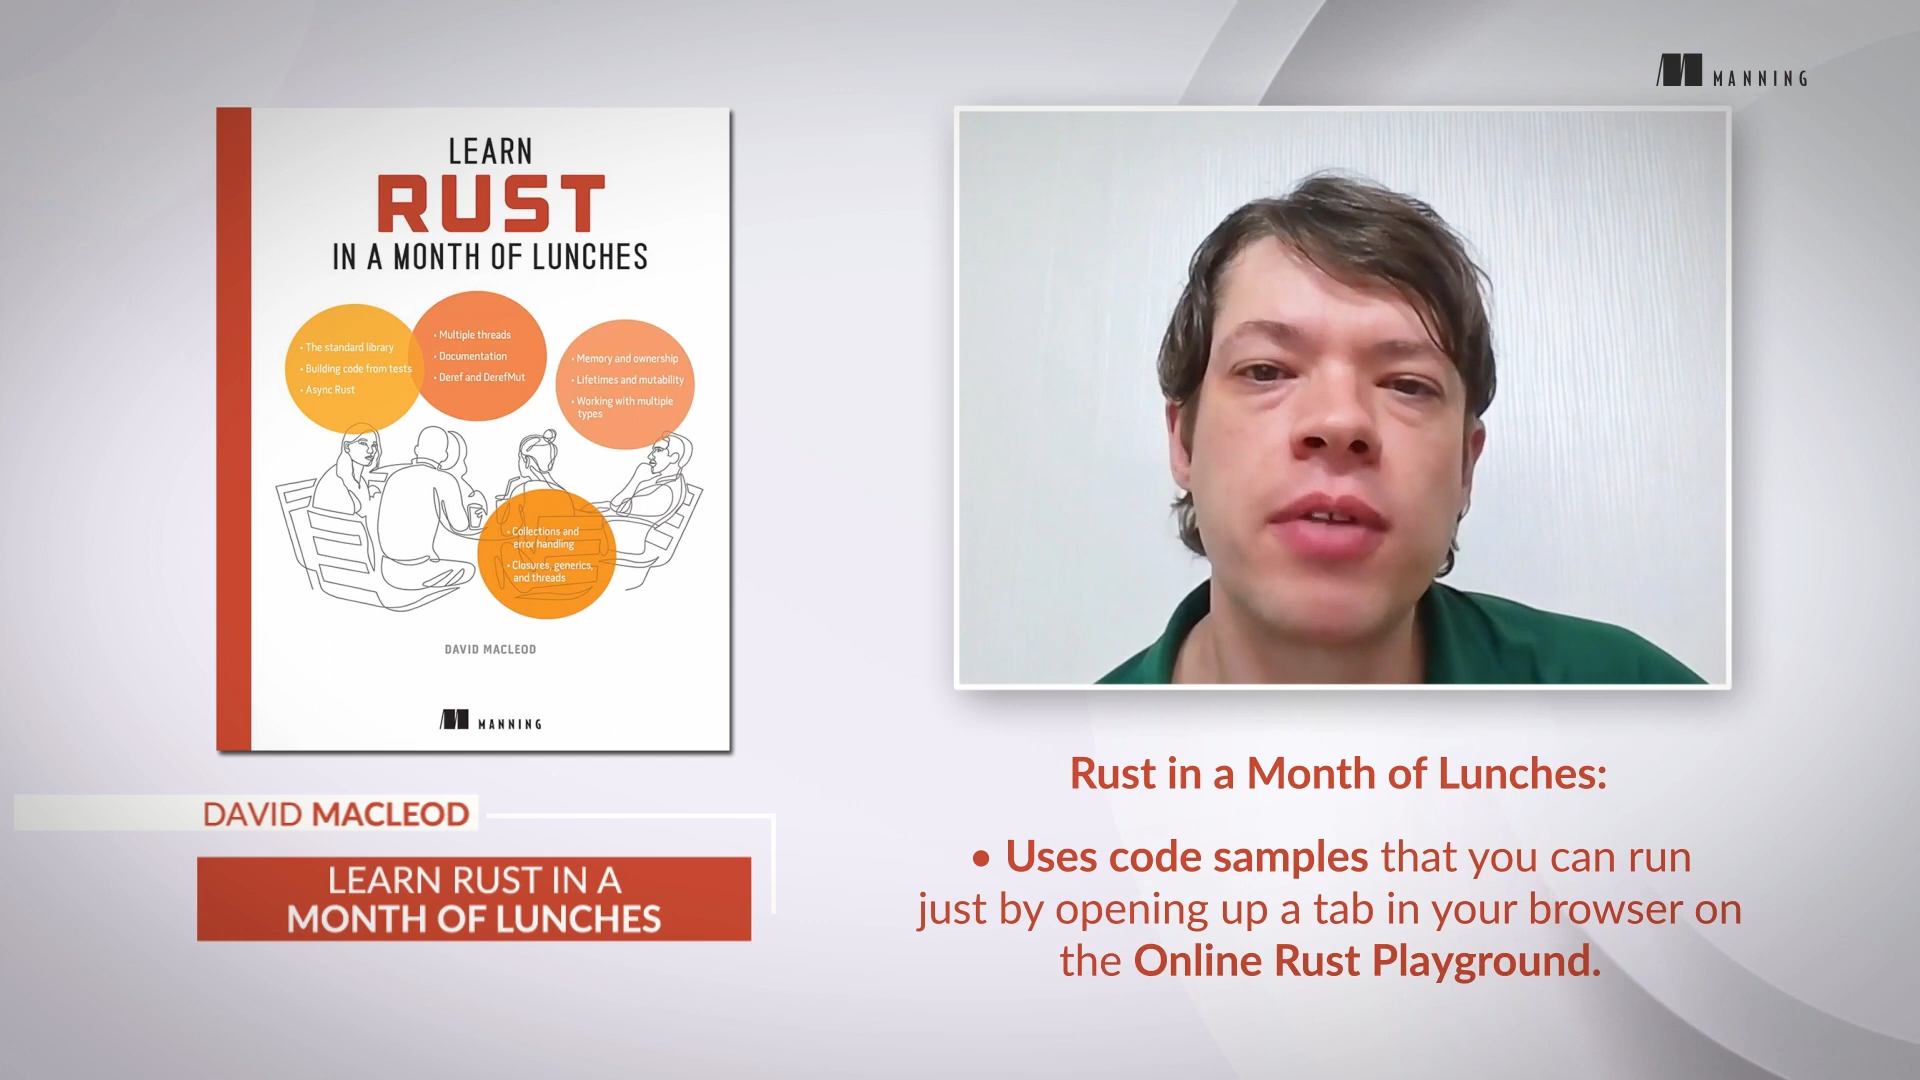 MANNING
LEARN
RUST
IN A MONTH OF LUNCHES
• The standard library
• Building code from tests
• Async Rust
• Multiple threads
• Documentation
• Deref and DerefMut
• Memory and ownership
• Lifetimes and mutability
• Working with multiple
types
• Collections and
error handling
• Closures, generics,
and threads
DAVID MACLEOD
MANNING
DAVID MACLEOD
LEARN RUST IN A
MONTH OF LUNCHES
Rust in a Month of Lunches:
• Uses code samples that you can run
just by opening up a tab in your browser on
the Online Rust Playground.